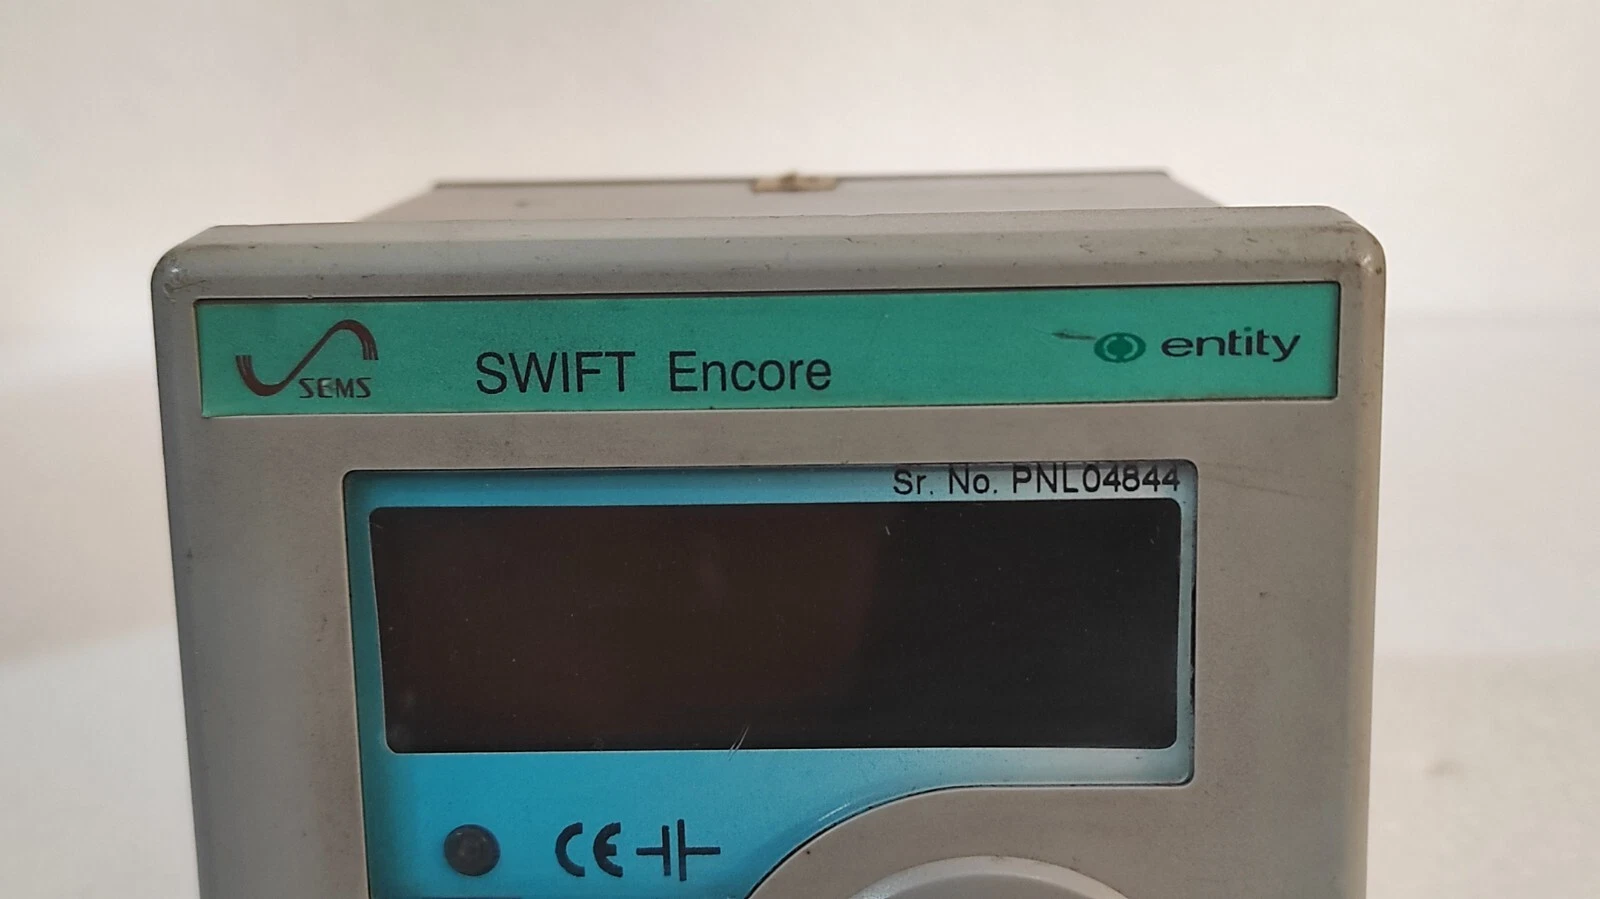 SEMS
SWIFT Encore
entity
Sr. No. PNL04844
CE